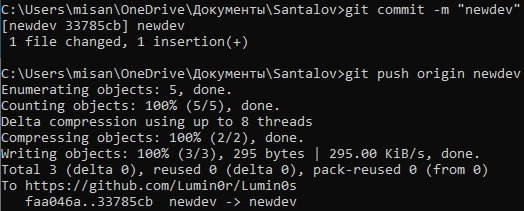 C:\Users\misan\OneDrive\Документы\Santalov>git commit -m "newdev"
[newdev 33785cb] newdev
 1 file changed, 1 insertion(+)

C:\Users\misan\OneDrive\Документы\Santalov>git push origin newdev
Enumerating objects: 5, done.
Counting objects: 100% (5/5), done.
Delta compression using up to 8 threads
Compressing objects: 100% (2/2), done.
Writing objects: 100% (3/3), 295 bytes | 295.00 KiB/s, done.
Total 3 (delta 0), reused 0 (delta 0), pack-reused 0 (from 0)
To https://github.com/Lumin0r/Lumin0s
   faa046a..33785cb  newdev -> newdev